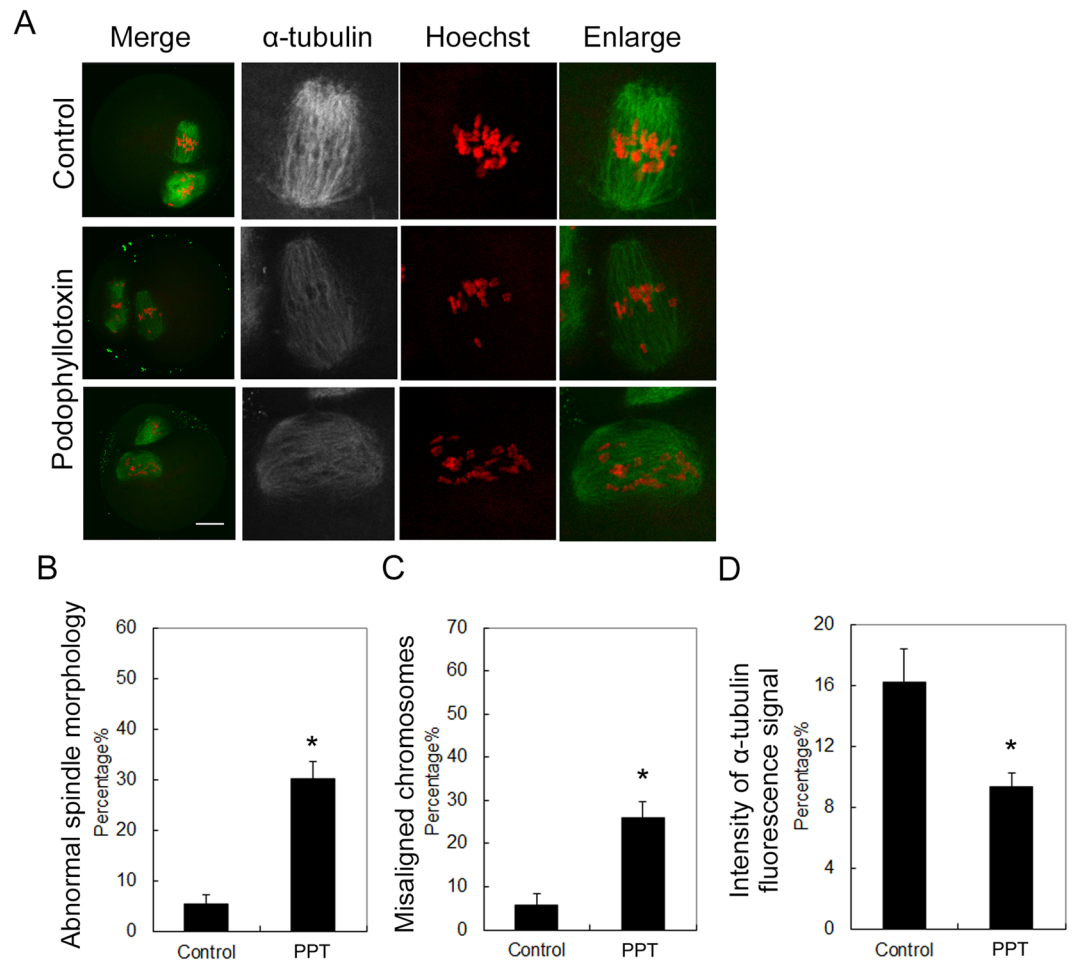 A
Merge α-tubulin Hoechst Enlarge
Control
Podophyllotoxin
B
Abnormal spindle morphology
Percentage%
60
50
40
30
20
10
0
*
Control PPT
C
Misaligned chromosomes
Percentage%
70
60
50
40
30
20
10
0
*
Control PPT
D
Intensity of α-tubulin
fluorescence signal
Percentage%
20
16
12
8
4
0
*
Control PPT